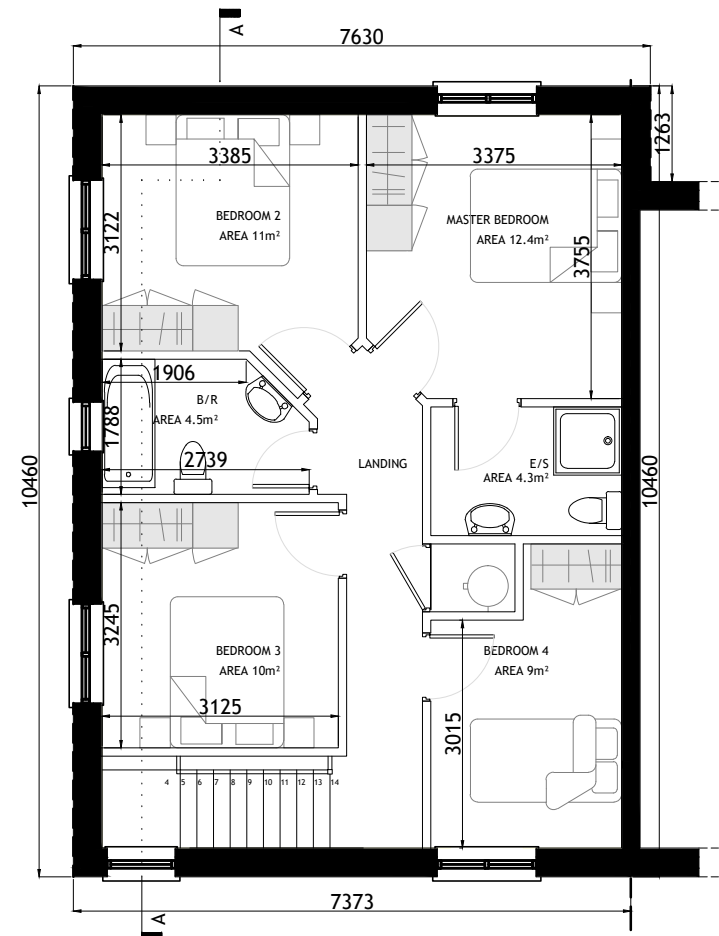 A
7630
1263
3385
3375
BEDROOM 2
AREA 11m²
MASTER BEDROOM
AREA 12.4m²
3122
3755
1906
B/R
AREA 4.5m²
1788
2739
LANDING
E/S
AREA 4.3m²
10460
10460
3245
BEDROOM 3
AREA 10m²
BEDROOM 4
AREA 9m²
3125
3015
4 5 6 7 8 9 10 11 12 13 14
7373
A